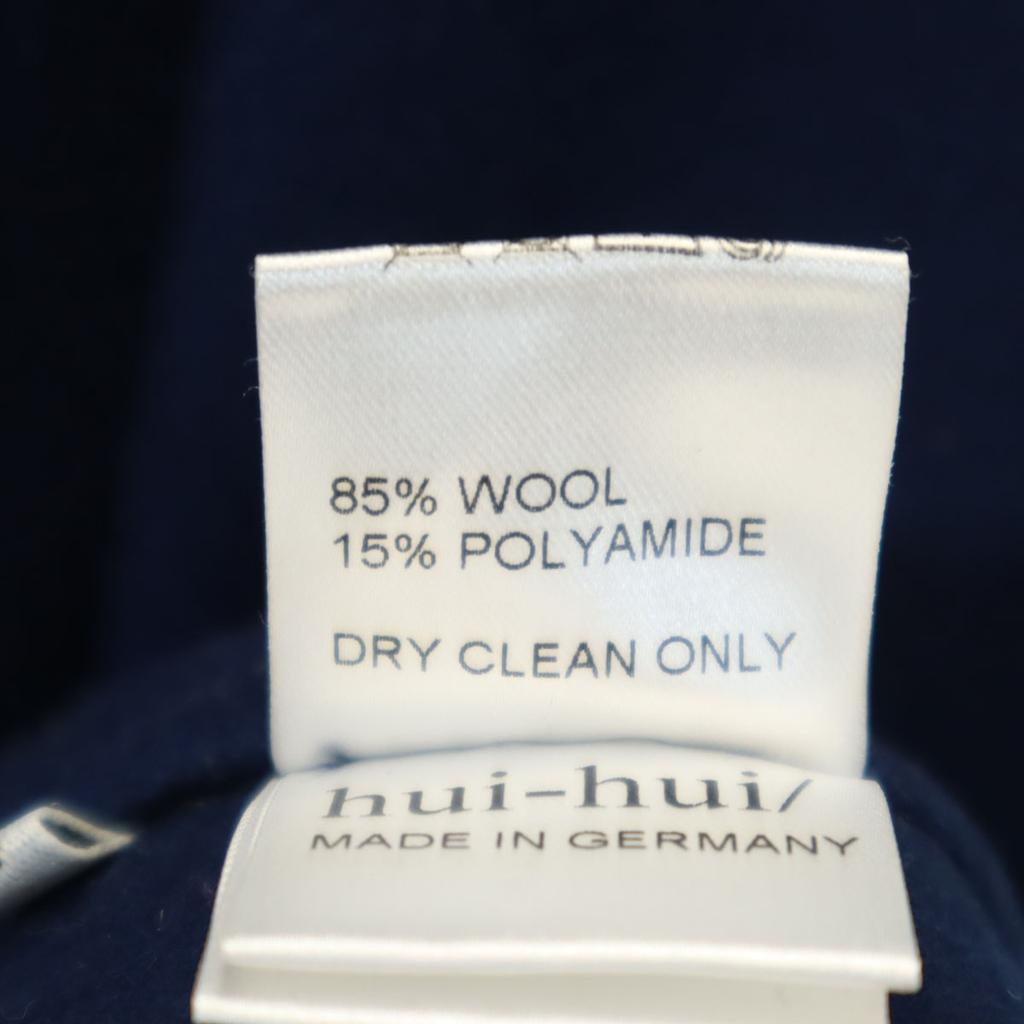 85% WOOL
15% POLYAMIDE
DRY CLEAN ONLY
hui-hui/
MADE IN GERMANY